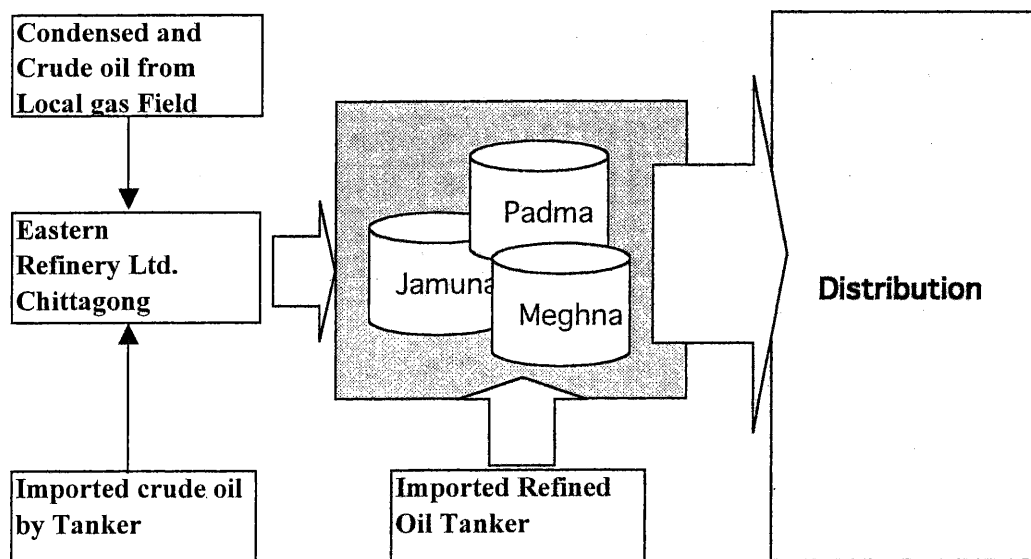 Condensed and
Crude oil from
Local gas Field
Eastern
Refinery Ltd.
Chittagong
Imported crude oil
by Tanker
Padma
Jamuna
Meghna
Imported Refined
Oil Tanker
Distribution